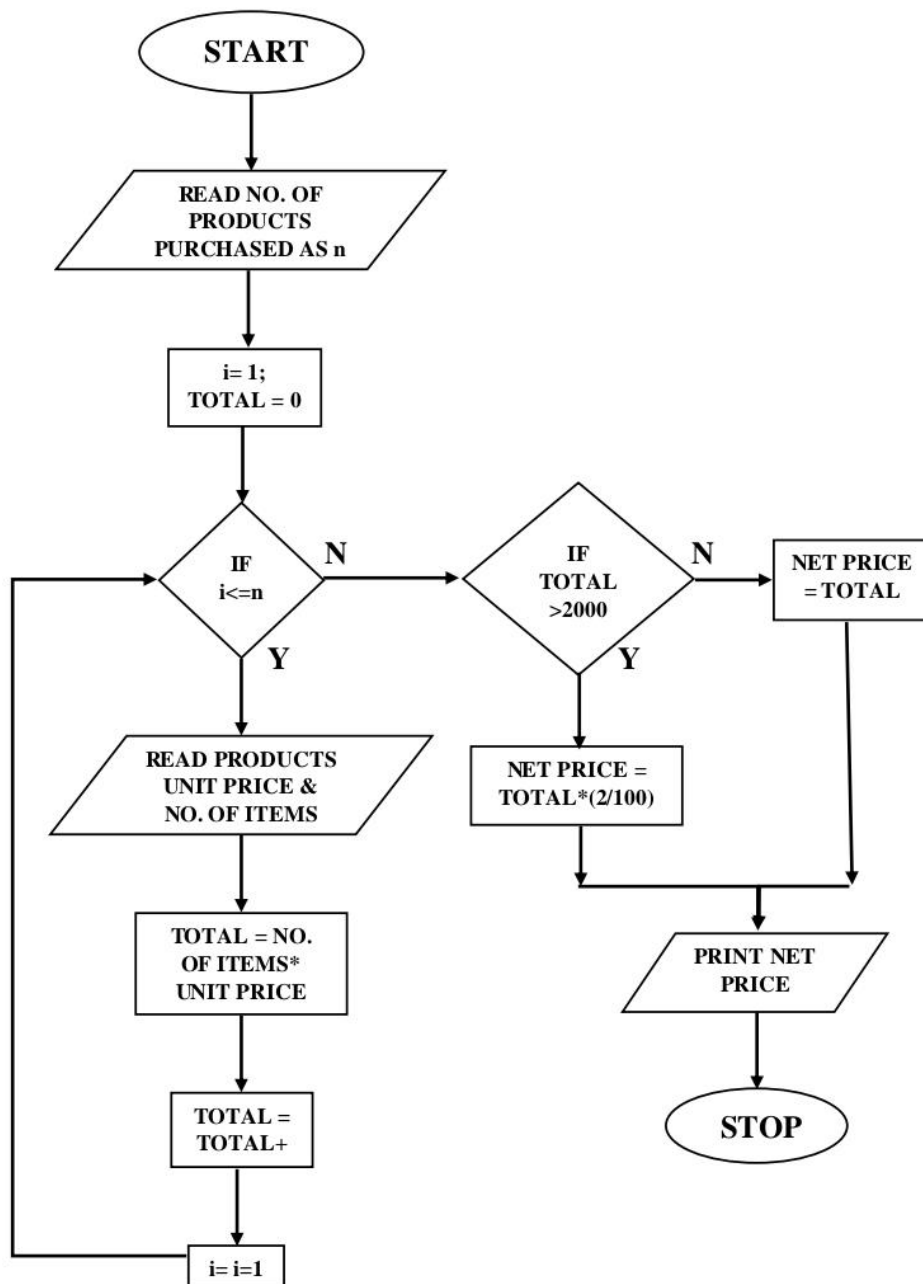 START
READ NO. OF
PRODUCTS
PURCHASED AS n
i= 1;
TOTAL = 0
IF
i<=n
N
Y
IF
TOTAL
>2000
N
Y
NET PRICE
= TOTAL
READ PRODUCTS
UNIT PRICE &
NO. OF ITEMS
NET PRICE =
TOTAL*(2/100)
TOTAL = NO.
OF ITEMS*
UNIT PRICE
PRINT NET
PRICE
TOTAL =
TOTAL+
STOP
i= i=1